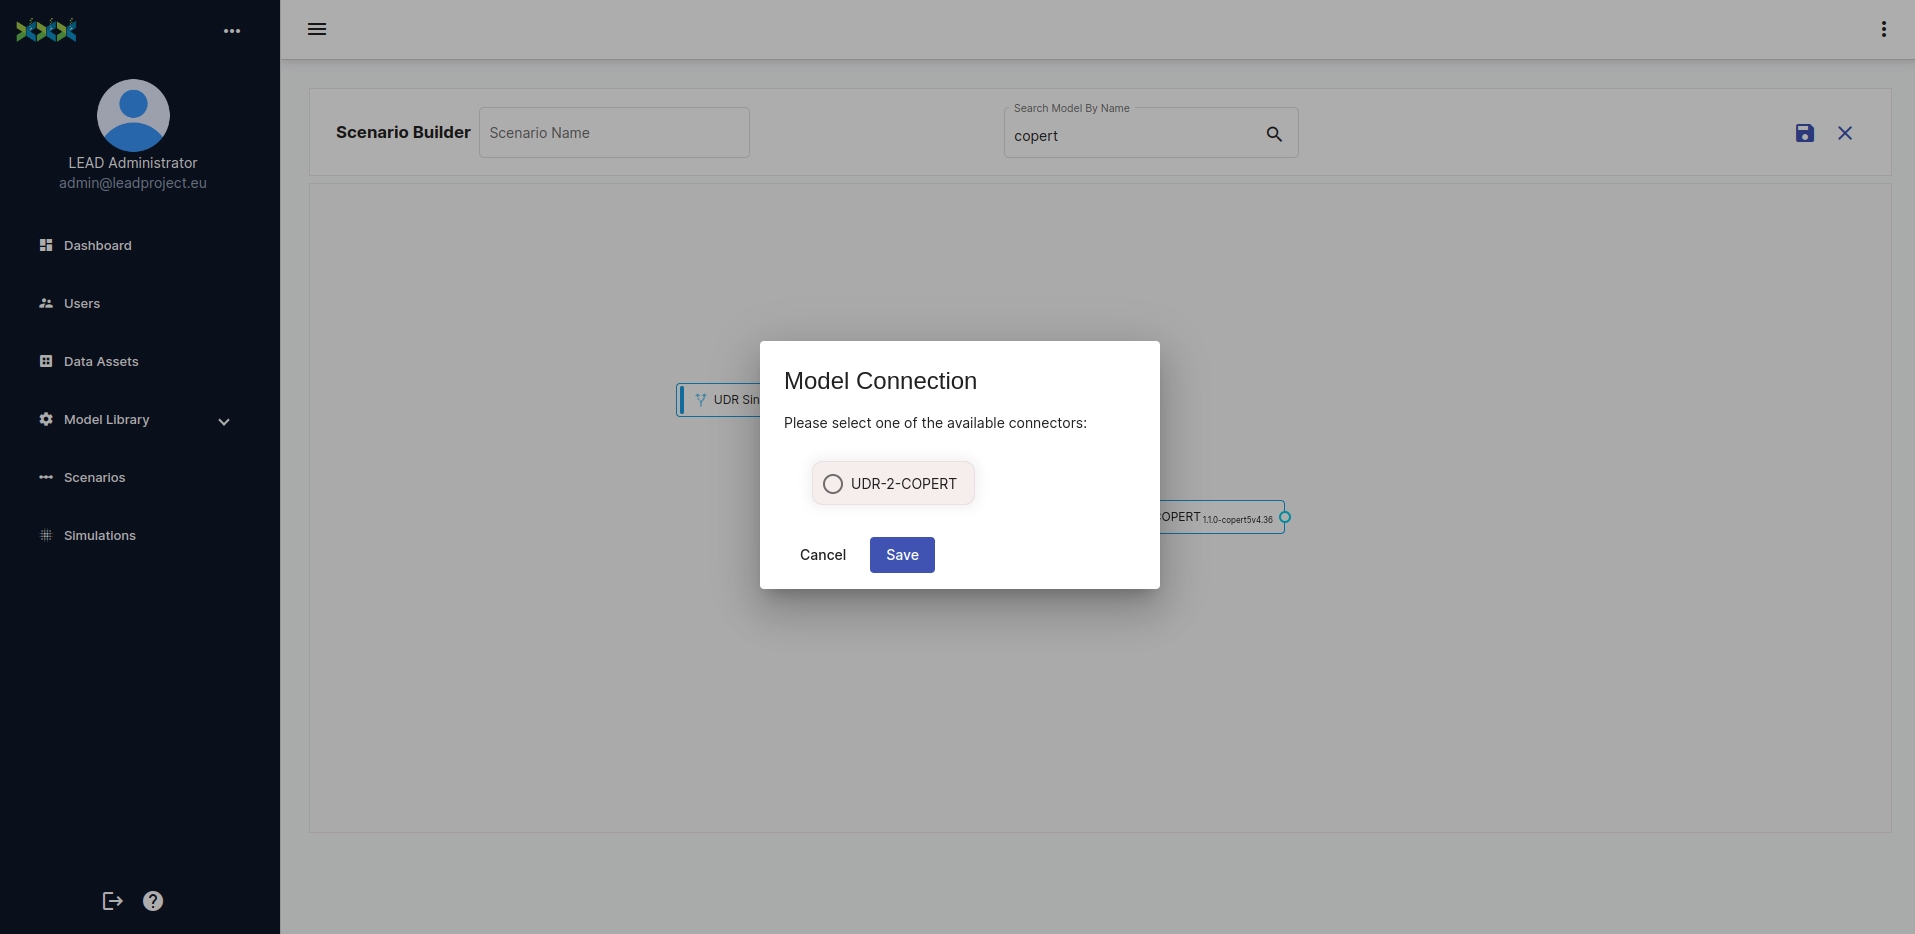 LEAD Administrator
admin@leadproject.eu
Dashboard
Users
Data Assets
Model Library
Scenarios
Simulations
Scenario Builder
Scenario Name
Search Model By Name
copert
UDR Sin
OPERT 1.1.0-copert5v4.36
Model Connection
Please select one of the available connectors:
UDR-2-COPERT
Cancel
Save